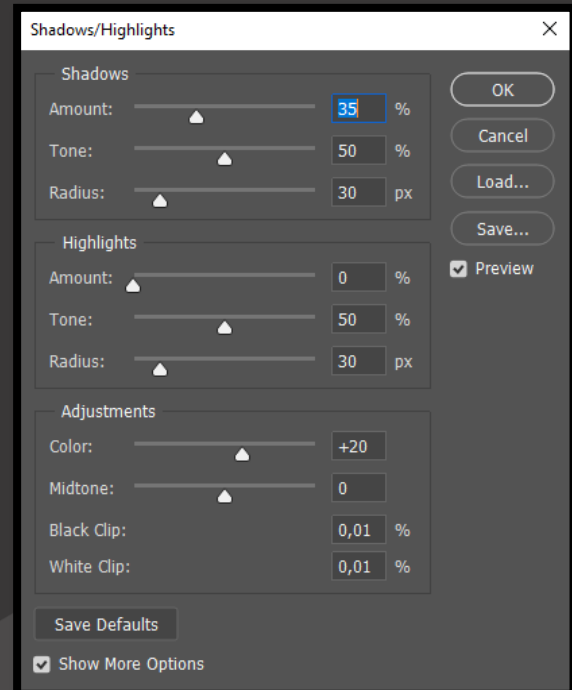 Shadows/Highlights
Shadows
Amount: 35 %
Tone: 50 %
Radius: 30 px
Highlights
Amount: 0 %
Tone: 50 %
Radius: 30 px
Adjustments
Color: +20
Midtone: 0
Black Clip: 0,01 %
White Clip: 0,01 %
Save Defaults
Show More Options
OK
Cancel
Load...
Save...
Preview